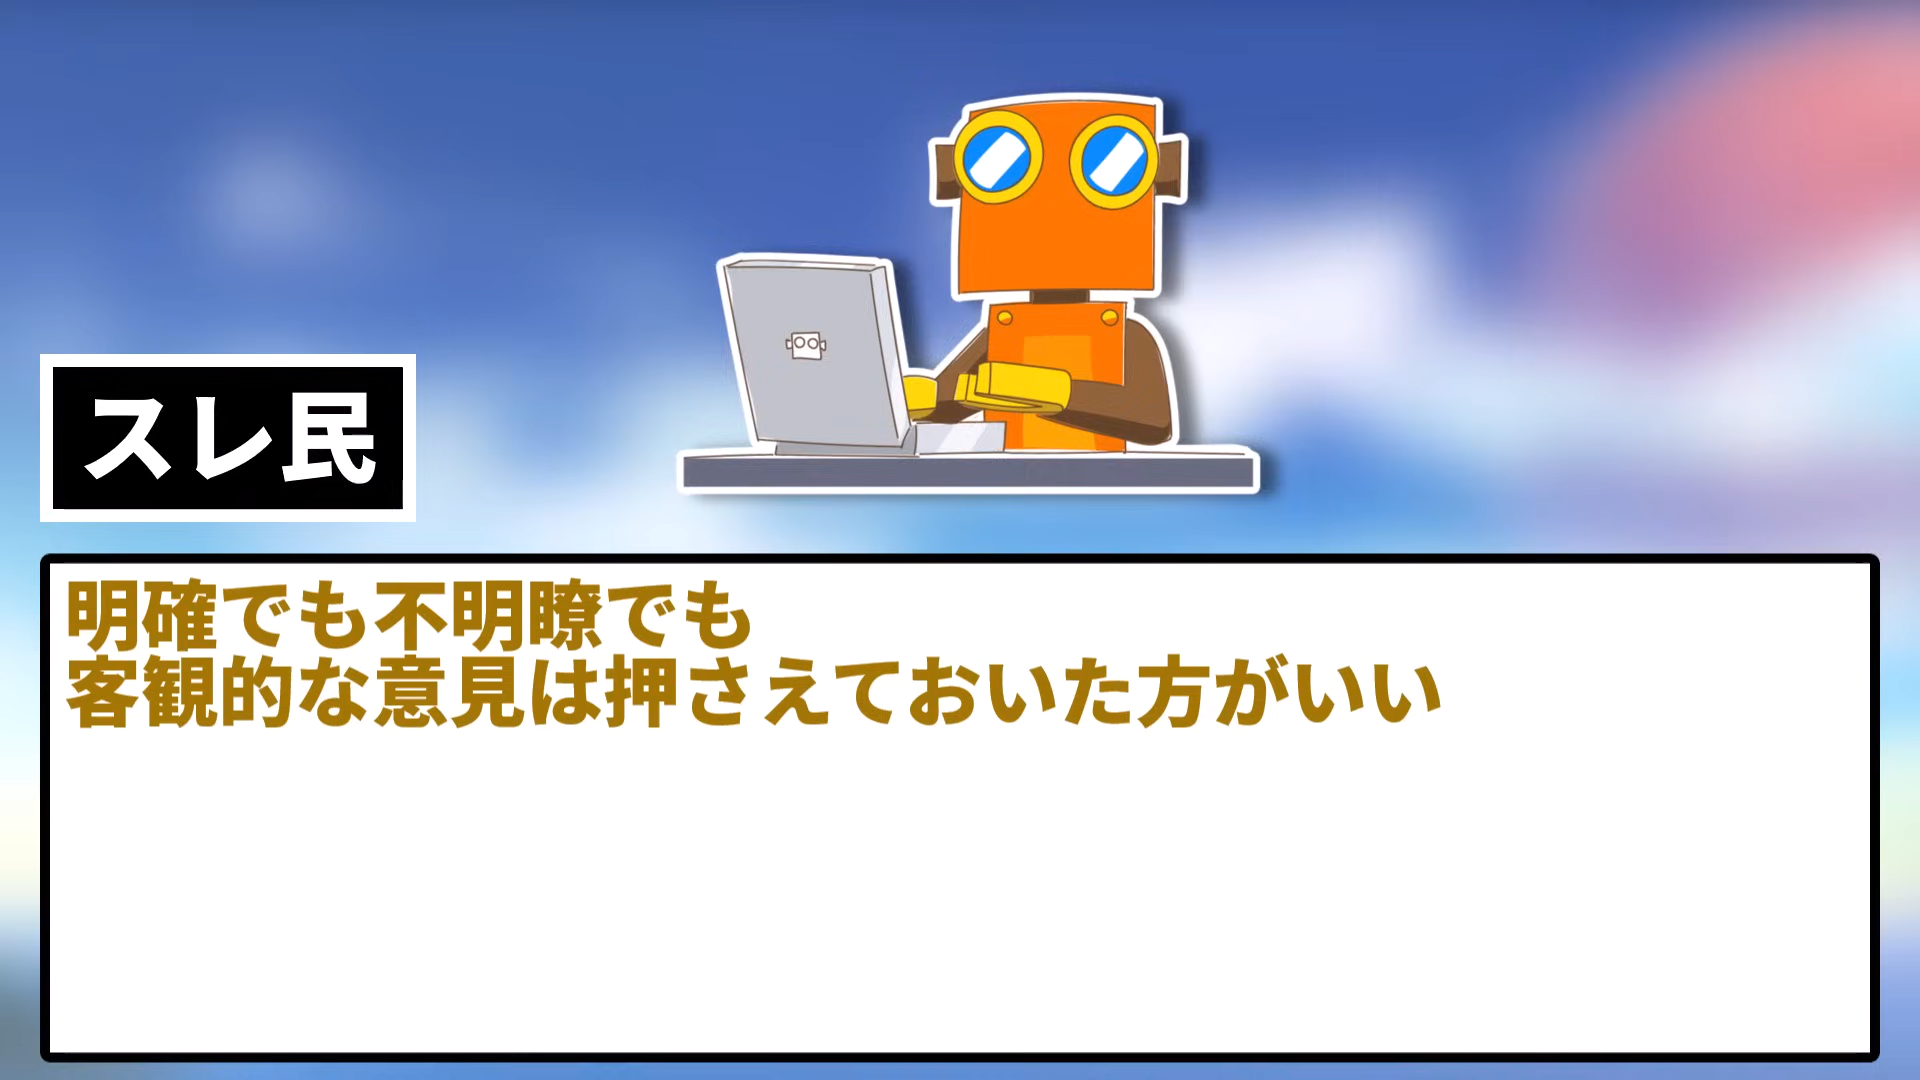 スレ民
明確でも不明瞭でも
客観的な意見は押さえておいた方がいい